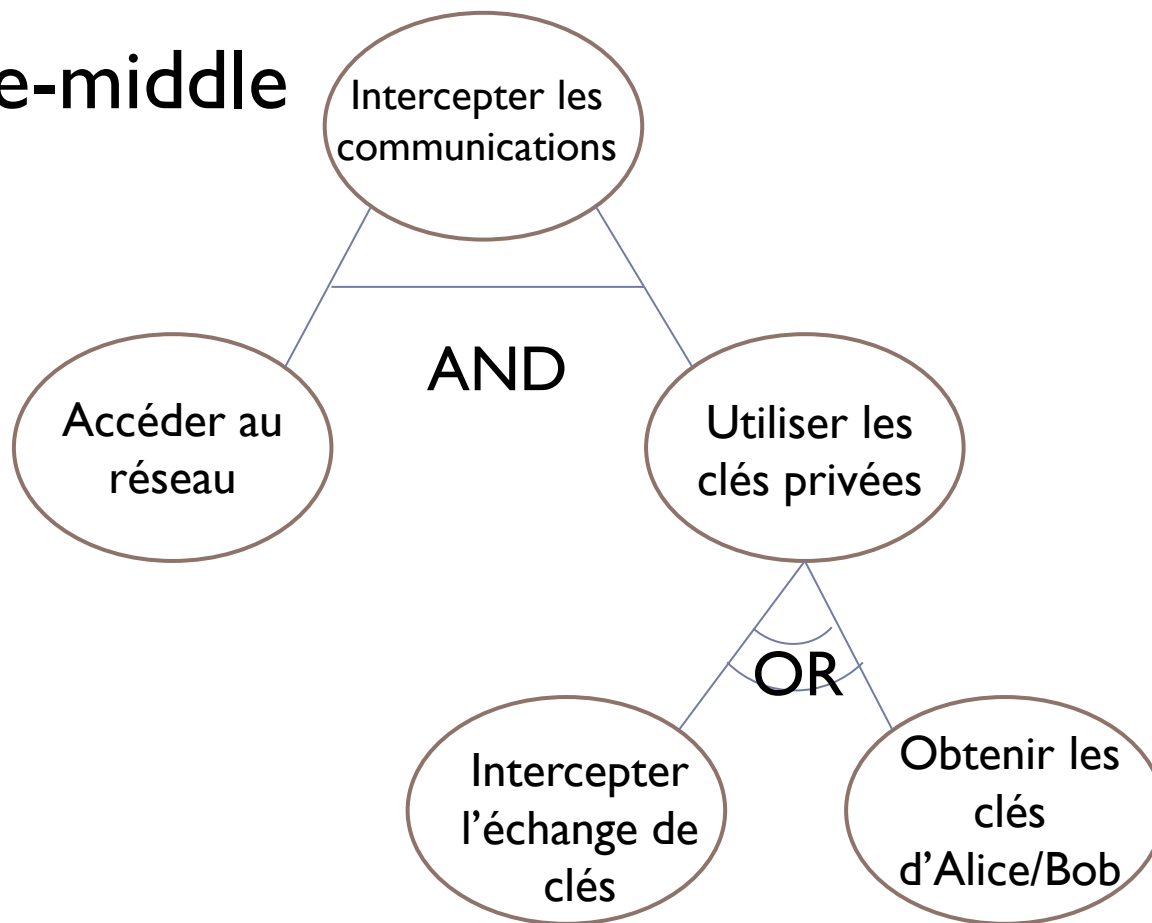 e-middle
Intercepter les
communications
AND
Accéder au
réseau
Utiliser les
clés privées
OR
Intercepter
l’échange de
clés
Obtenir les
clés
d’Alice/Bob